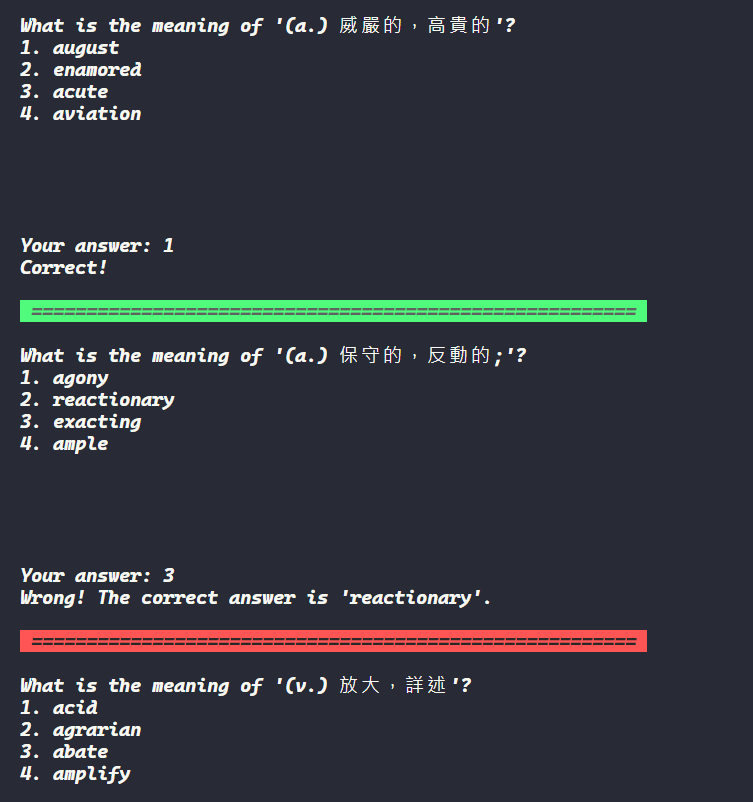 What is the meaning of '(a.) 威嚴的，高貴的'?
1. august
2. enamored
3. acute
4. aviation
Your answer: 1
Correct!
=======================================================
What is the meaning of '(a.) 保守的，反動的;'?
1. agony
2. reactionary
3. exacting
4. ample
Your answer: 3
Wrong! The correct answer is 'reactionary'.
=======================================================
What is the meaning of '(v.) 放大，詳述'?
1. acid
2. agrarian
3. abate
4. amplify